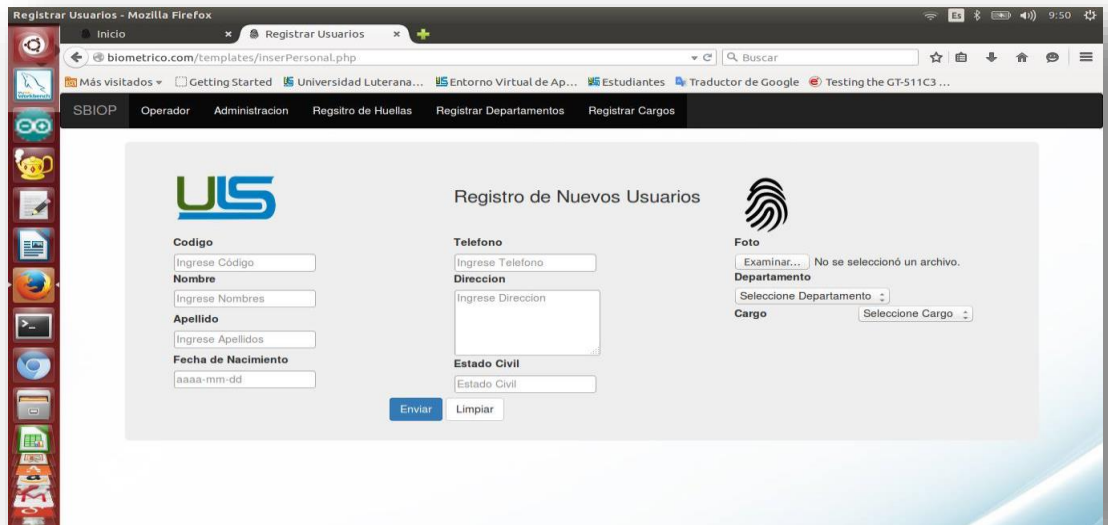 Registrar Usuarios - Mozilla Firefox
Es
9:50
Inicio
Registrar Usuarios
biometrico.com/templates/inserPersonal.php
Buscar
Más visitados
Getting Started
Universidad Luterana...
Entorno Virtual de Ap...
Estudiantes
Traductor de Google
Testing the GT-511C3 ...
SBIOP
Operador
Administracion
Regsitro de Huellas
Registrar Departamentos
Registrar Cargos
ULS
Registro de Nuevos Usuarios
Codigo
Ingrese Código
Nombre
Ingrese Nombres
Apellido
Ingrese Apellidos
Fecha de Nacimiento
aaaa-mm-dd
Telefono
Ingrese Telefono
Direccion
Ingrese Direccion
Estado Civil
Estado Civil
Foto
Examinar... No se seleccionó un archivo.
Departamento
Seleccione Departamento
Cargo
Seleccione Cargo
Enviar
Limpiar